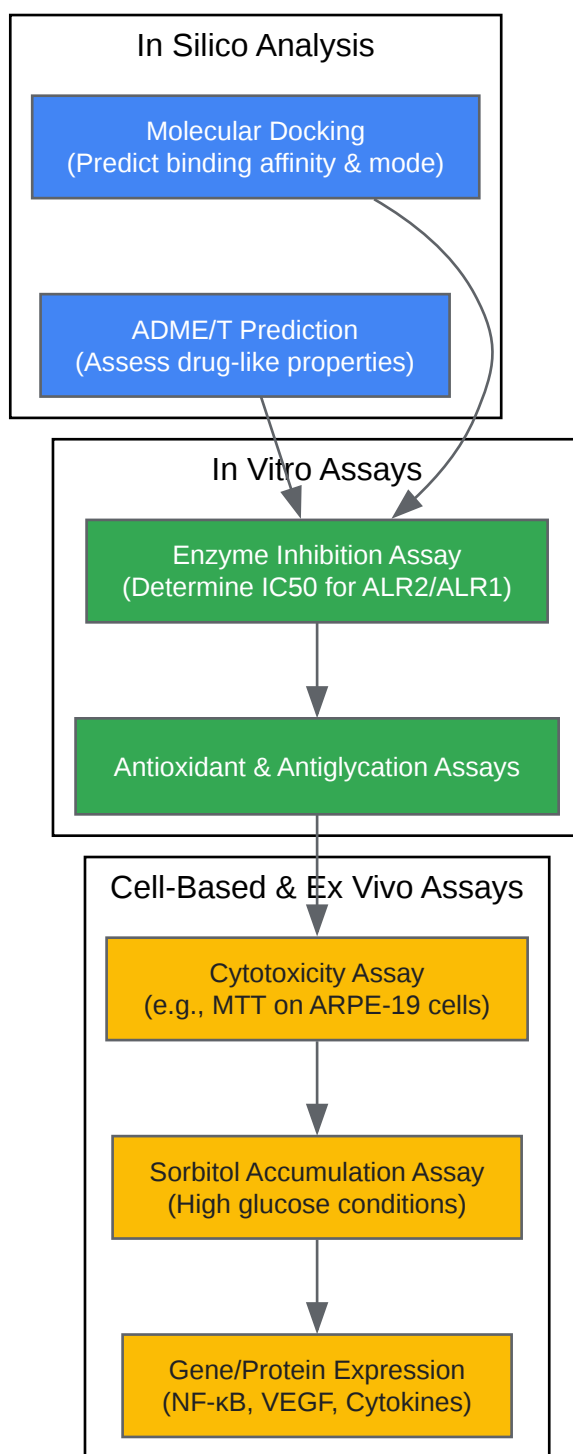 In Silico Analysis
Molecular Docking
(Predict binding affinity & mode)
ADME/T Prediction
(Assess drug-like properties)
In Vitro Assays
Enzyme Inhibition Assay
(Determine IC50 for ALR2/ALR1)
Antioxidant & Antiglycation Assays
Cell-Based & Ex Vivo Assays
Cytotoxicity Assay
(e.g., MTT on ARPE-19 cells)
Sorbitol Accumulation Assay
(High glucose conditions)
Gene/Protein Expression
(NF-κB, VEGF, Cytokines)